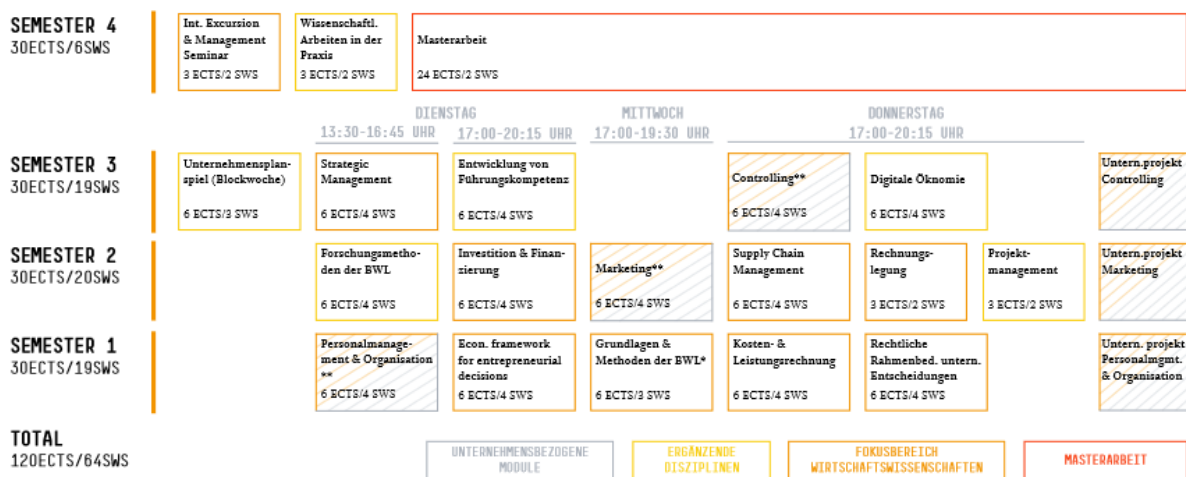 SEMESTER 4
30ECTS/6SWS
Int. Excursion
& Management
Seminar
3 ECTS/2 SWS
Wissenschaftl.
Arbeiten in der
Praxis
3 ECTS/2 SWS
Masterarbeit
24 ECTS/2 SWS
DIENSTAG
MITTWOCH
DONNERSTAG
13:30-16:45 UHR
17:00-20:15 UHR
17:00-19:30 UHR
17:00-20:15 UHR
SEMESTER 3
30ECTS/19SWS
Unternehmensplan-
spiel (Blockwoche)
6 ECTS/3 SWS
Strategic
Management
6 ECTS/4 SWS
Entwicklung von
Führungskompetenz
6 ECTS/4 SWS
Controlling**
6 ECTS/4 SWS
Digitale Öknomie
6 ECTS/4 SWS
Untern.projekt
Controlling
SEMESTER 2
30ECTS/20SWS
Forschungsmetho-
den der BWL
6 ECTS/4 SWS
Investition & Finan-
zierung
6 ECTS/4 SWS
Marketing**
6 ECTS/4 SWS
Supply Chain
Management
6 ECTS/4 SWS
Rechnungs-
legung
3 ECTS/2 SWS
Projekt-
management
3 ECTS/2 SWS
Untern.projekt
Marketing
SEMESTER 1
30ECTS/19SWS
Personalmanage-
ment & Organisation
**
6 ECTS/4 SWS
Econ. framework
for entrepreneurial
decisions
6 ECTS/4 SWS
Grundlagen &
Methoden der BWL*
6 ECTS/3 SWS
Kosten- &
Leistungsrechnung
6 ECTS/4 SWS
Rechtliche
Rahmenbed. untern.
Entscheidungen
6 ECTS/4 SWS
Untern. projekt
Personalmgmt.
& Organisation
TOTAL
120ECTS/64SWS
UNTERNEHMENSBEZOGENE
MODULE
ERGÄNZENDE
DISZIPLINEN
FOKUSBEREICH
WIRTSCHAFTSWISSENSCHAFTEN
MASTERARBEIT